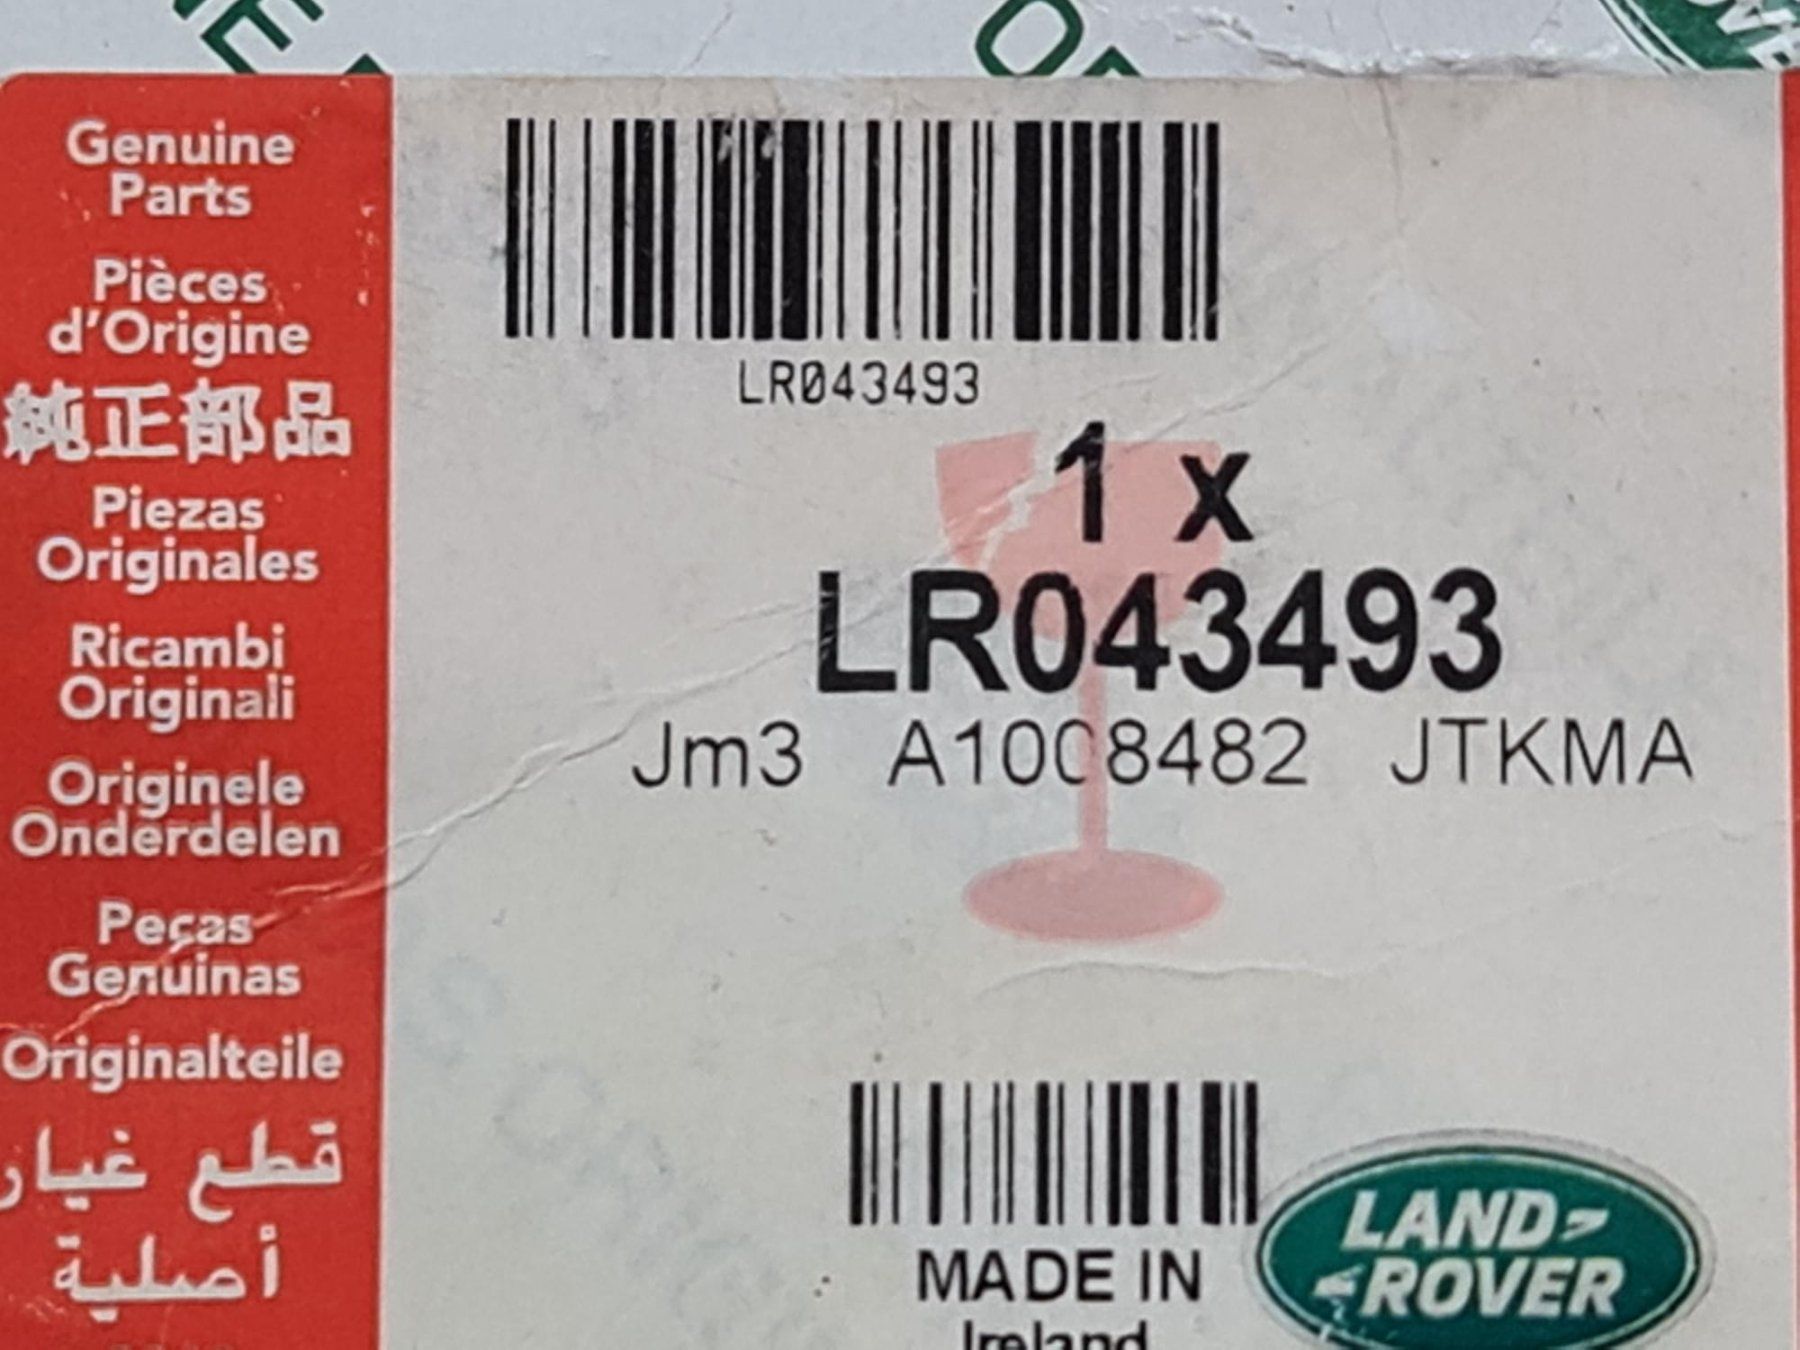 Genuine
Parts
Pièces
d'Origine
純正部品
Piezas
Originales
Ricambi
Originali
Originele
Onderdelen
Peças
Genuinas
Originalteile
قطع غيار
أصلية
LR043493
1 x
LR043493
Jm3 A1008482 JTKMA
MADE IN
Ireland
LAND
ROVER